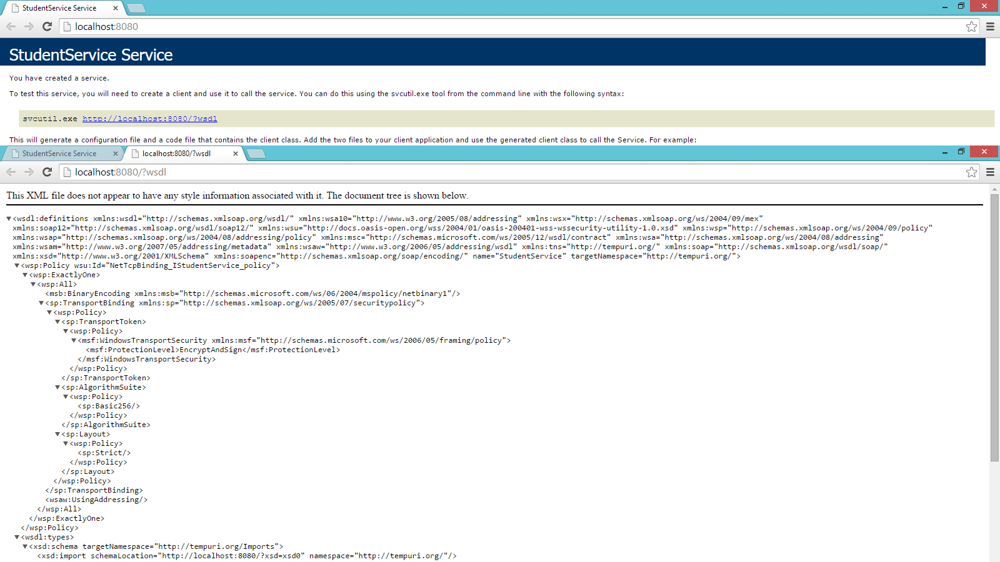 StudentService Service
localhost:8080
StudentService Service
You have created a service.
To test this service, you will need to create a client and use it to call the service. You can do this using the svcutil.exe tool from the command line with the following syntax:
svcutil.exe http://localhost:8080/?wsdl
This will generate a configuration file and a code file that contains the client class. Add the two files to your client application and use the generated client class to call the Service. For example:
StudentService Service localhost:8080/?wsdl
localhost:8080/?wsdl
This XML file does not appear to have any style information associated with it. The document tree is shown below.
<wsdl:definitions xmlns:wsdl="http://schemas.xmlsoap.org/wsdl/" xmlns:wsa10="http://www.w3.org/2005/08/addressing" xmlns:wsx="http://schemas.xmlsoap.org/ws/2004/09/mex"
xmlns:soap12="http://schemas.xmlsoap.org/wsdl/soap12/" xmlns:wsu="http://docs.oasis-open.org/wss/2004/01/oasis-200401-wss-wssecurity-utility-1.0.xsd" xmlns:wsp="http://schemas.xmlsoap.org/ws/2004/09/policy"
xmlns:wsap="http://schemas.xmlsoap.org/ws/2004/08/addressing/policy" xmlns:msc="http://schemas.microsoft.com/ws/2005/12/wsdl/contract" xmlns:wsa="http://schemas.xmlsoap.org/ws/2004/08/addressing"
xmlns:wsam="http://www.w3.org/2007/05/addressing/metadata" xmlns:wsaw="http://www.w3.org/2006/05/addressing/wsdl" xmlns:tns="http://tempuri.org/" xmlns:soap="http://schemas.xmlsoap.org/wsdl/soap/"
xmlns:xsd="http://www.w3.org/2001/XMLSchema" xmlns:soapenc="http://schemas.xmlsoap.org/soap/encoding/" name="StudentService" targetNamespace="http://tempuri.org/">
<wsp:Policy wsu:Id="NetTcpBinding_IStudentService_policy">
<wsp:ExactlyOne>
<wsp:All>
<msb:BinaryEncoding xmlns:msb="http://schemas.microsoft.com/ws/06/2004/mspolicy/netbinary1"/>
<sp:TransportBinding xmlns:sp="http://schemas.xmlsoap.org/ws/2005/07/securitypolicy">
<wsp:Policy>
<sp:TransportToken>
<wsp:Policy>
<msf:WindowsTransportSecurity xmlns:msf="http://schemas.microsoft.com/ws/2006/05/framing/policy">
<msf:ProtectionLevel>EncryptAndSign</msf:ProtectionLevel>
</msf:WindowsTransportSecurity>
</wsp:Policy>
</sp:TransportToken>
<sp:AlgorithmSuite>
<wsp:Policy>
<sp:Basic256/>
</wsp:Policy>
</sp:AlgorithmSuite>
<sp:Layout>
<wsp:Policy>
<sp:Strict/>
</wsp:Policy>
</sp:Layout>
</wsp:Policy>
</sp:TransportBinding>
<wsaw:UsingAddressing/>
</wsp:All>
</wsp:ExactlyOne>
</wsp:Policy>
<wsdl:types>
<xsd:schema targetNamespace="http://tempuri.org/Imports">
<xsd:import schemaLocation="http://localhost:8080/?xsd=xsd0" namespace="http://tempuri.org/"/>